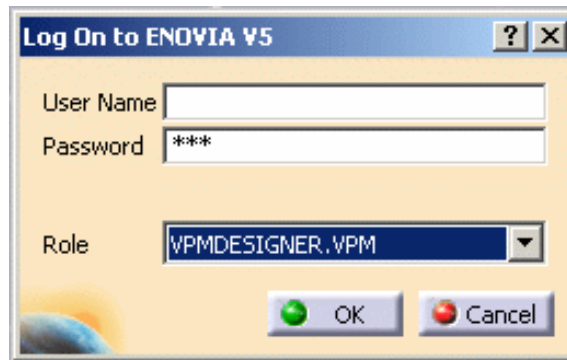 Log On to ENOVIA V5 ? X
User Name
Password ***
Role VPMDESIGNER.VPM
OK Cancel